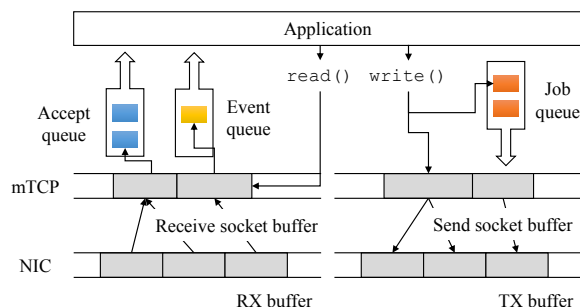 Application
read() write()
Accept
queue
Event
queue
Job
queue
mTCP
Receive socket buffer
Send socket buffer
NIC
RX buffer
TX buffer